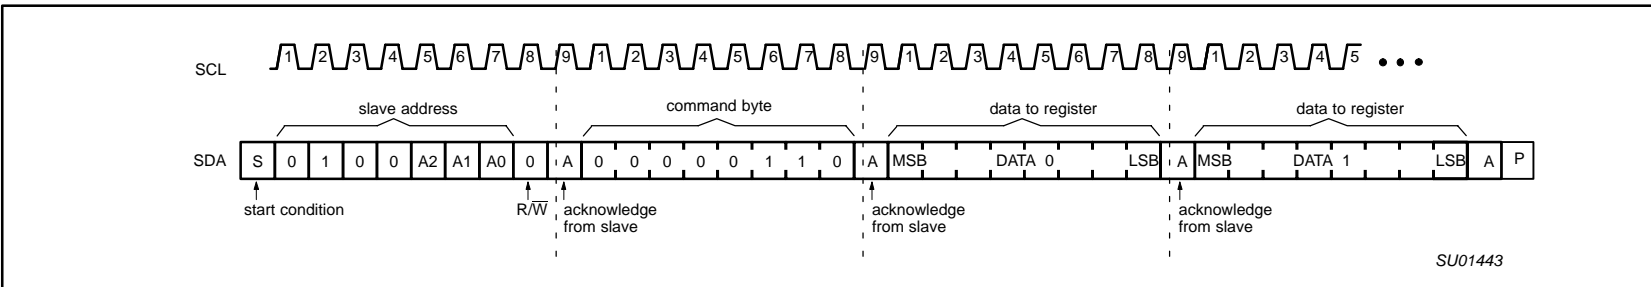 SCL 1 2 3 4 5 6 7 8 9 1 2 3 4 5 6 7 8 9 1 2 3 4 5 6 7 8 9 1 2 3 4 5 • • •
slave address command byte data to register data to register
SDA S 0 1 0 0 A2 A1 A0 0 A 0 0 0 0 0 1 1 0 A MSB DATA 0 LSB A MSB DATA 1 LSB A P
start condition R/W̅ acknowledge acknowledge acknowledge
from slave from slave from slave
SU01443